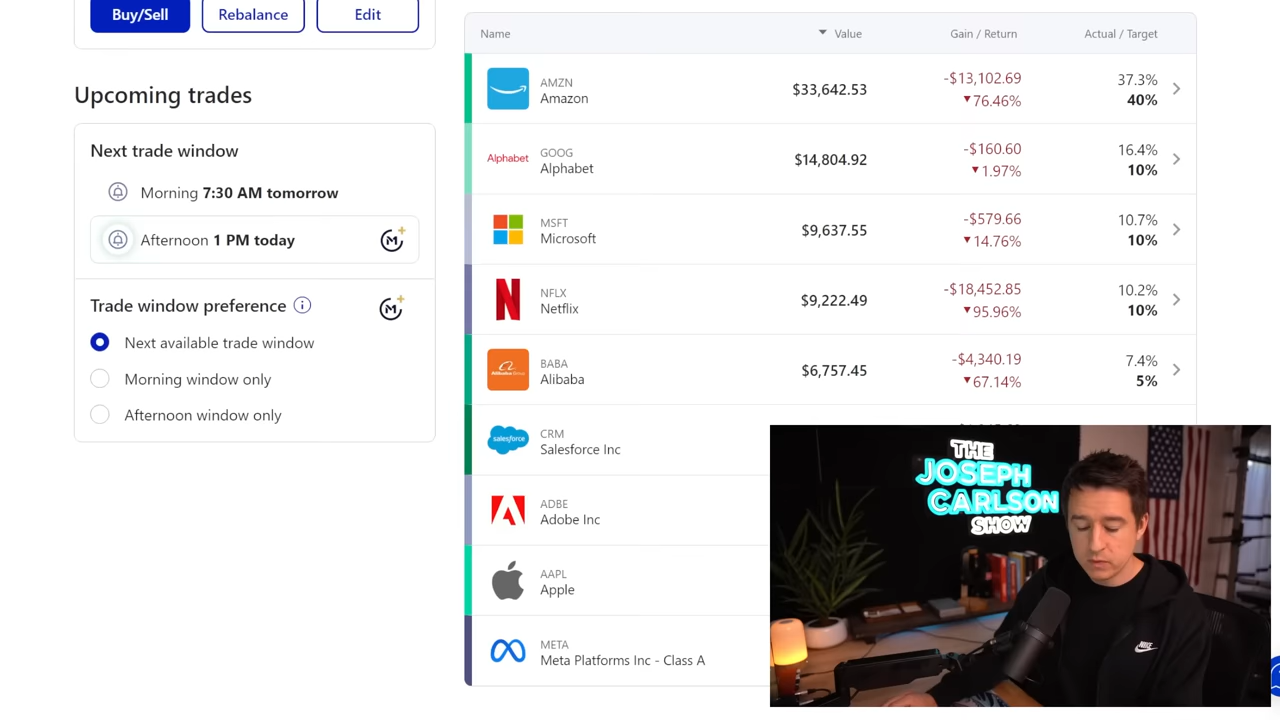 Buy/Sell
Rebalance
Edit
Upcoming trades
Next trade window
Morning 7:30 AM tomorrow
Afternoon 1 PM today
Trade window preference
Next available trade window
Morning window only
Afternoon window only
Name
Value
Gain / Return
Actual / Target
AMZN
Amazon
$33,642.53
-$13,102.69
▼76.46%
37.3%
40%
Alphabet
GOOG
Alphabet
$14,804.92
-$160.60
▼1.97%
16.4%
10%
MSFT
Microsoft
$9,637.55
-$579.66
▼14.76%
10.7%
10%
NFLX
Netflix
$9,222.49
-$18,452.85
▼95.96%
10.2%
10%
BABA
Alibaba
$6,757.45
-$4,340.19
▼67.14%
7.4%
5%
salesforce
CRM
Salesforce Inc
ADBE
Adobe Inc
AAPL
Apple
META
Meta Platforms Inc - Class A
THE
JOSEPH
CARLSON
SHOW